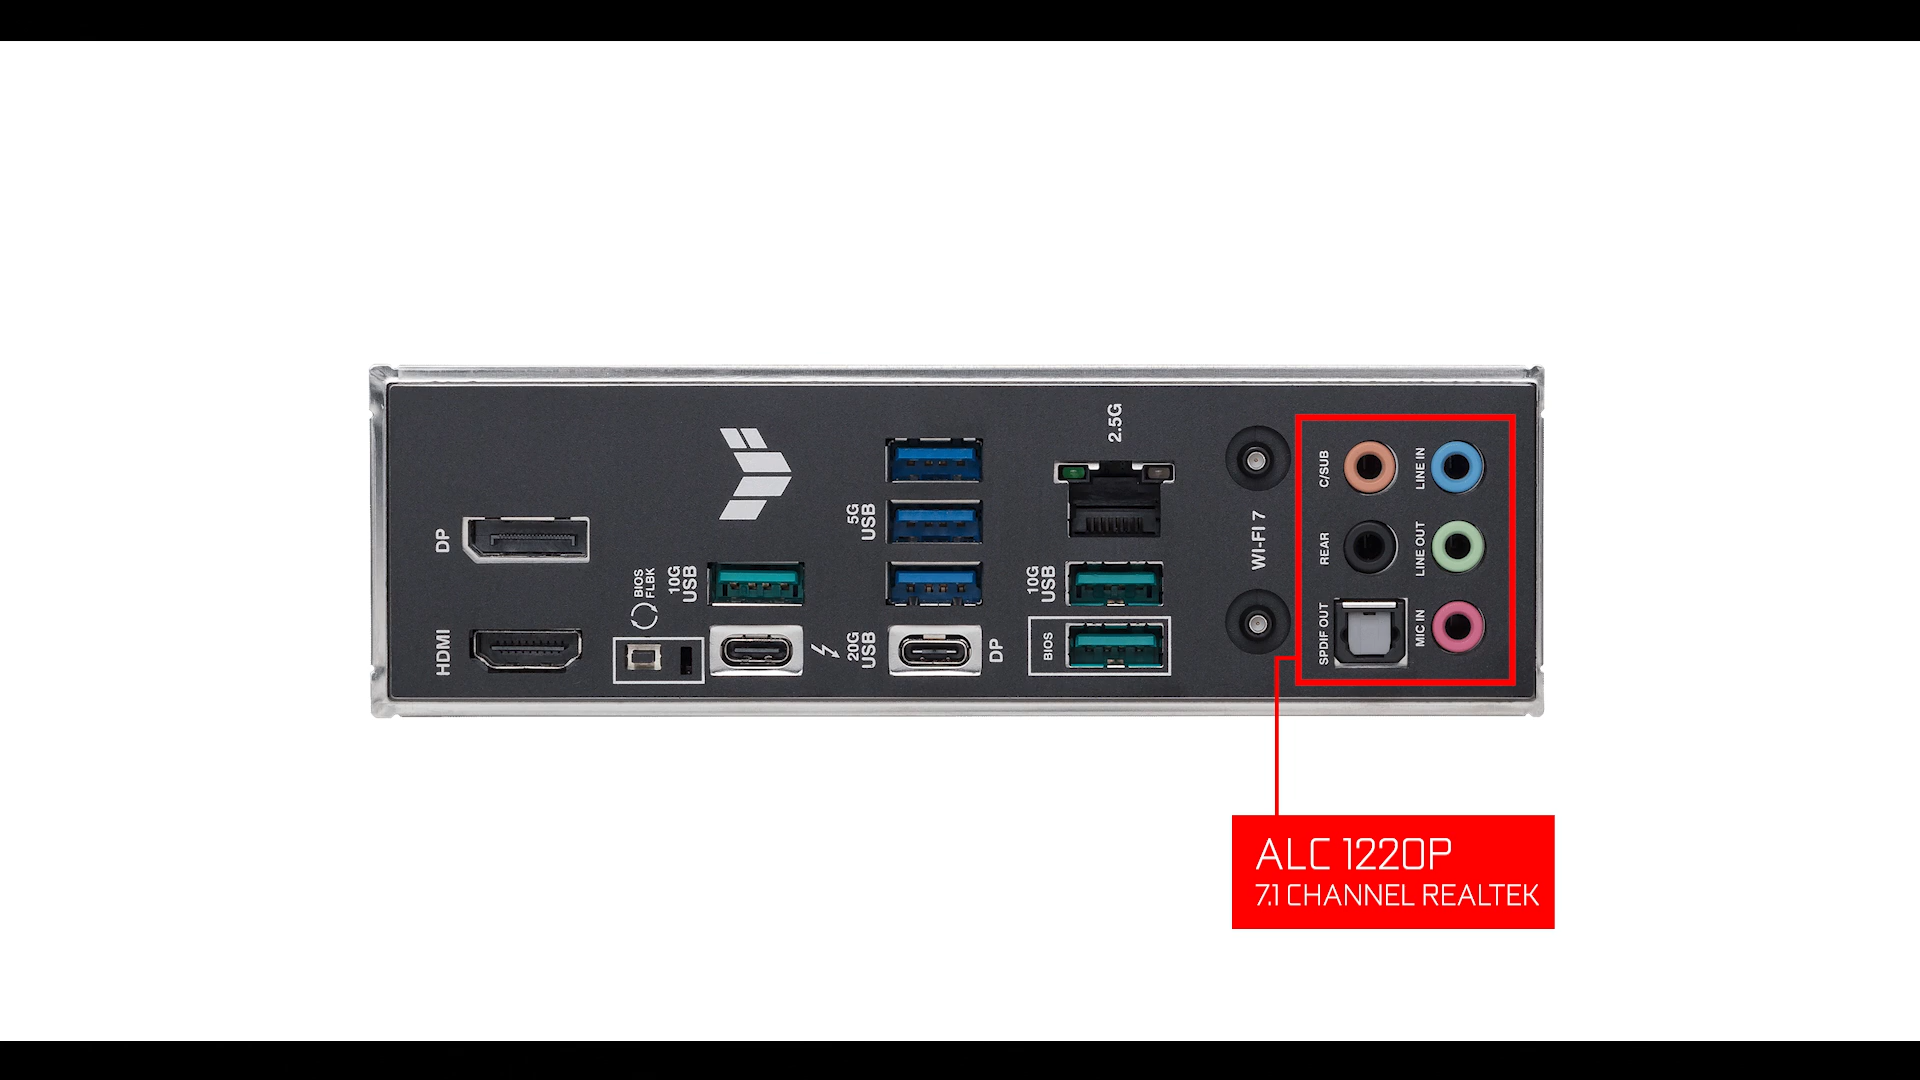 DP
HDMI
BIOS
FLBK
10G
USB
5G
USB
20G
USB
DP
2.5G
10G
USB
BIOS
WI-FI 7
C/SUB
REAR
SPDIF OUT
LINE IN
LINE OUT
MIC IN
ALC 1220P
7.1 CHANNEL REALTEK